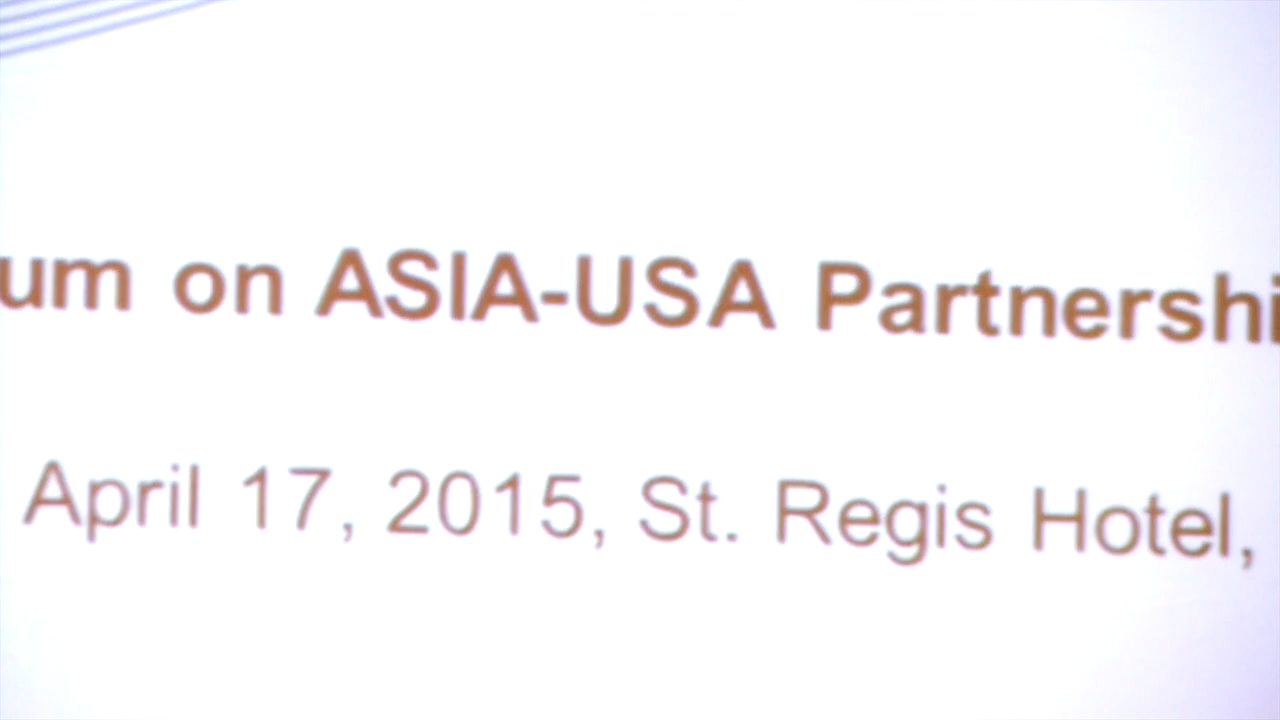 um on ASIA-USA Partnershi
April 17, 2015, St. Regis Hotel,